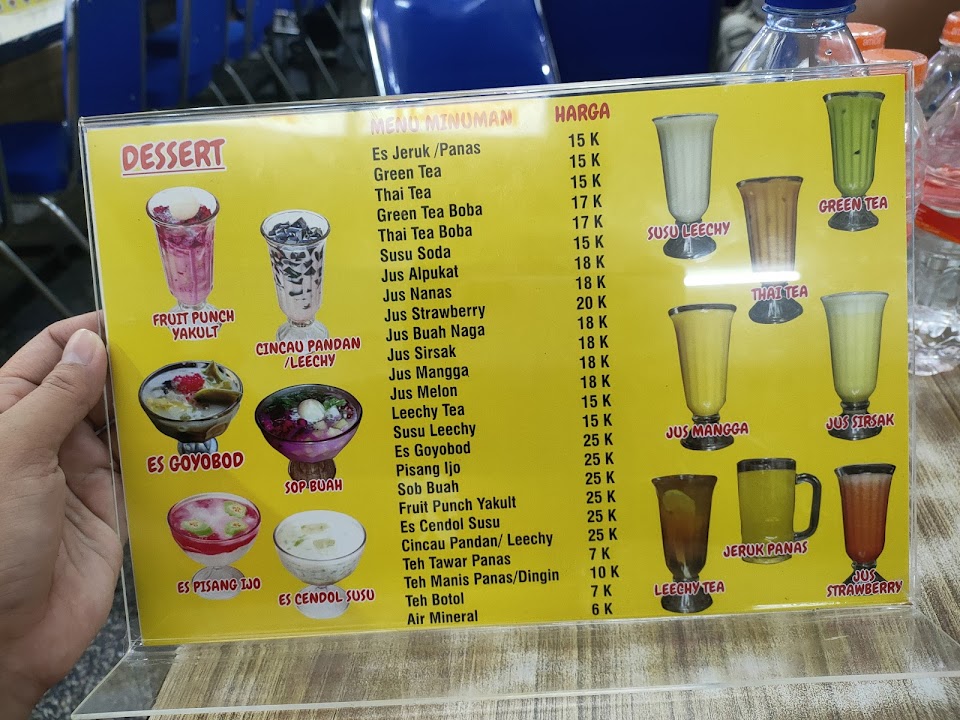 DESSERT
FRUIT PUNCH
YAKULT
CINCAU PANDAN
/LEECHY
ES GOYOBOD
SOP BUAH
ES PISANG IJO
ES CENDOL SUSU
MENU MINUMAN HARGA
Es Jeruk /Panas 15 K
Green Tea 15 K
Thai Tea 15 K
Green Tea Boba 17 K
Thai Tea Boba 17 K
Susu Soda 15 K
Jus Alpukat 18 K
Jus Nanas 18 K
Jus Strawberry 20 K
Jus Buah Naga 18 K
Jus Sirsak 18 K
Jus Mangga 18 K
Jus Melon 18 K
Leechy Tea 15 K
Susu Leechy 15 K
Es Goyobod 25 K
Pisang Ijo 25 K
Sob Buah 25 K
Fruit Punch Yakult 25 K
Es Cendol Susu 25 K
Cincau Pandan/ Leechy 25 K
Teh Tawar Panas 7 K
Teh Manis Panas/Dingin 10 K
Teh Botol 7 K
Air Mineral 6 K
SUSU LEECHY
GREEN TEA
THAI TEA
JUS MANGGA
JUS SIRSAK
LEECHY TEA
JERUK PANAS
JUS
STRAWBERRY